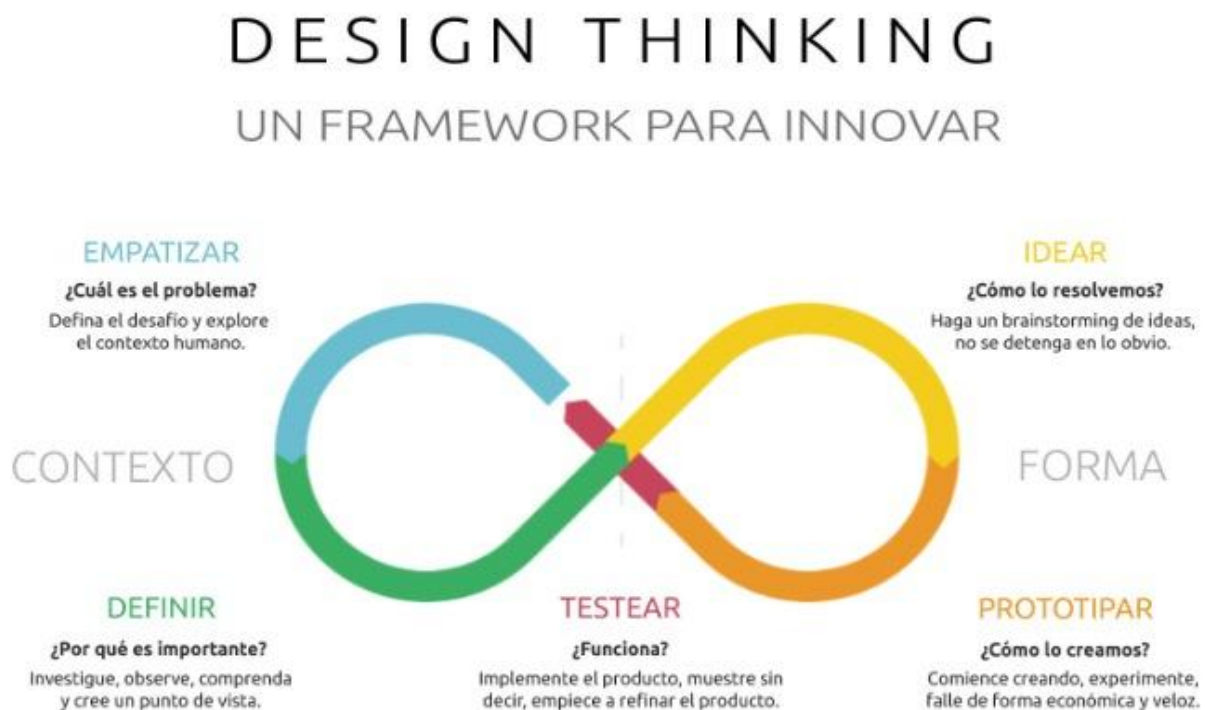 DESIGN THINKING
UN FRAMEWORK PARA INNOVAR
EMPATIZAR
¿Cuál es el problema?
Defina el desafío y explore
el contexto humano.
IDEAR
¿Cómo lo resolvemos?
Haga un brainstorming de ideas,
no se detenga en lo obvio.
CONTEXTO
FORMA
DEFINIR
¿Por qué es importante?
Investigue, observe, comprenda
y cree un punto de vista.
TESTEAR
¿Funciona?
Implemente el producto, muestre sin
decir, empiece a refinar el producto.
PROTOTIPAR
¿Cómo lo creamos?
Comience creando, experimente,
falle de forma económica y veloz.